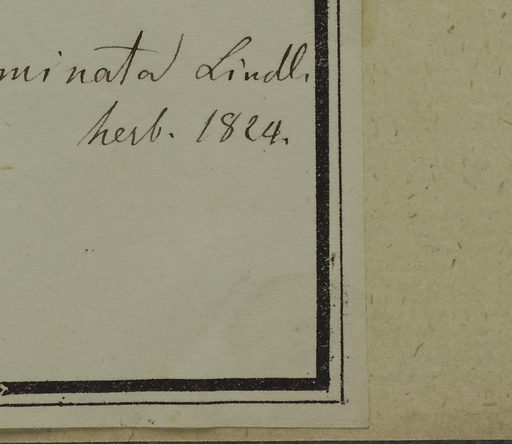 minata Lindl.
herb. 1824.